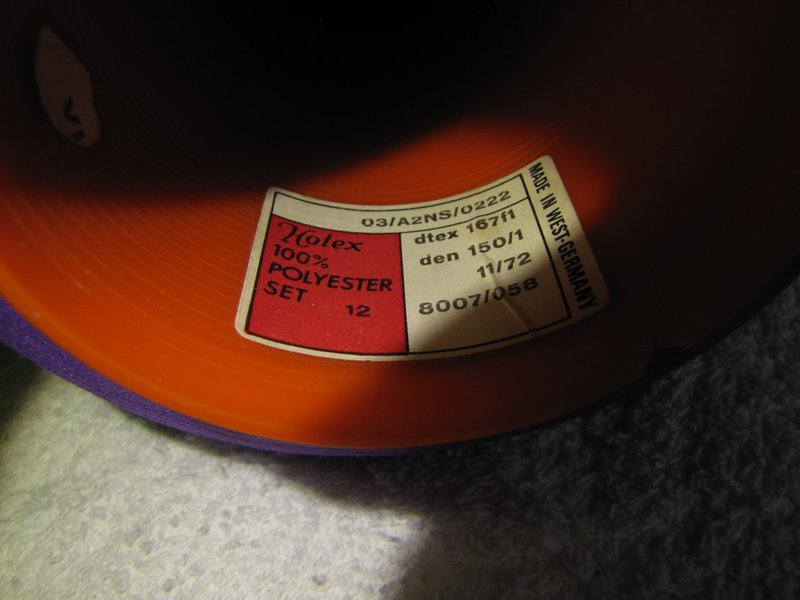 03/A2NS/0222
Holex
100%
POLYESTER
SET 12
dtex 167f1
den 150/1
11/72
8007/058
MADE IN WEST-GERMANY